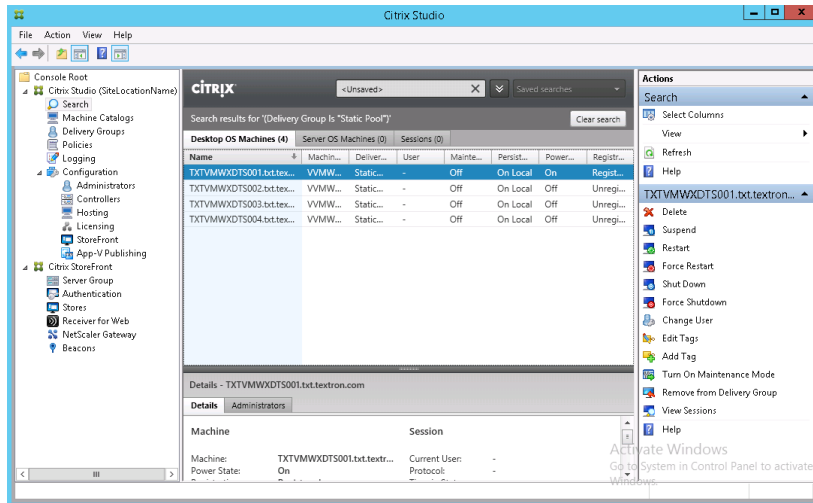 Citrix Studio
File Action View Help
Console Root
Citrix Studio (SiteLocationName)
Search
Machine Catalogs
Delivery Groups
Policies
Logging
Configuration
Administrators
Controllers
Hosting
Licensing
StoreFront
App-V Publishing
Citrix StoreFront
Server Group
Authentication
Stores
Receiver for Web
NetScaler Gateway
Beacons
CİTRIX
<Unsaved>
Saved searches
Search results for '(Delivery Group Is "Static Pool")'
Clear search
Desktop OS Machines (4) Server OS Machines (0) Sessions (0)
Name Machin... Deliver... User Mainte... Persist... Power... Registr...
TXTVMWXDTS001.txt.tex... VVMW... Static... - Off On Local On Regist...
TXTVMWXDTS002.txt.tex... VVMW... Static... - Off On Local Off Unregi...
TXTVMWXDTS003.txt.tex... VVMW... Static... - Off On Local Off Unregi...
TXTVMWXDTS004.txt.tex... VVMW... Static... - Off On Local Off Unregi...
Details - TXTVMWXDTS001.txt.textron.com
Details Administrators
Machine Session
Machine: TXTVMWXDTS001.txt.textr... Current User: -
Power State: On Protocol: -
Actions
Search
Select Columns
View
Refresh
Help
TXTVMWXDTS001.txt.textron...
Delete
Suspend
Restart
Force Restart
Shut Down
Force Shutdown
Change User
Edit Tags
Add Tag
Turn On Maintenance Mode
Remove from Delivery Group
View Sessions
Help
Activate Windows
Go to System in Control Panel to activate
Windows.